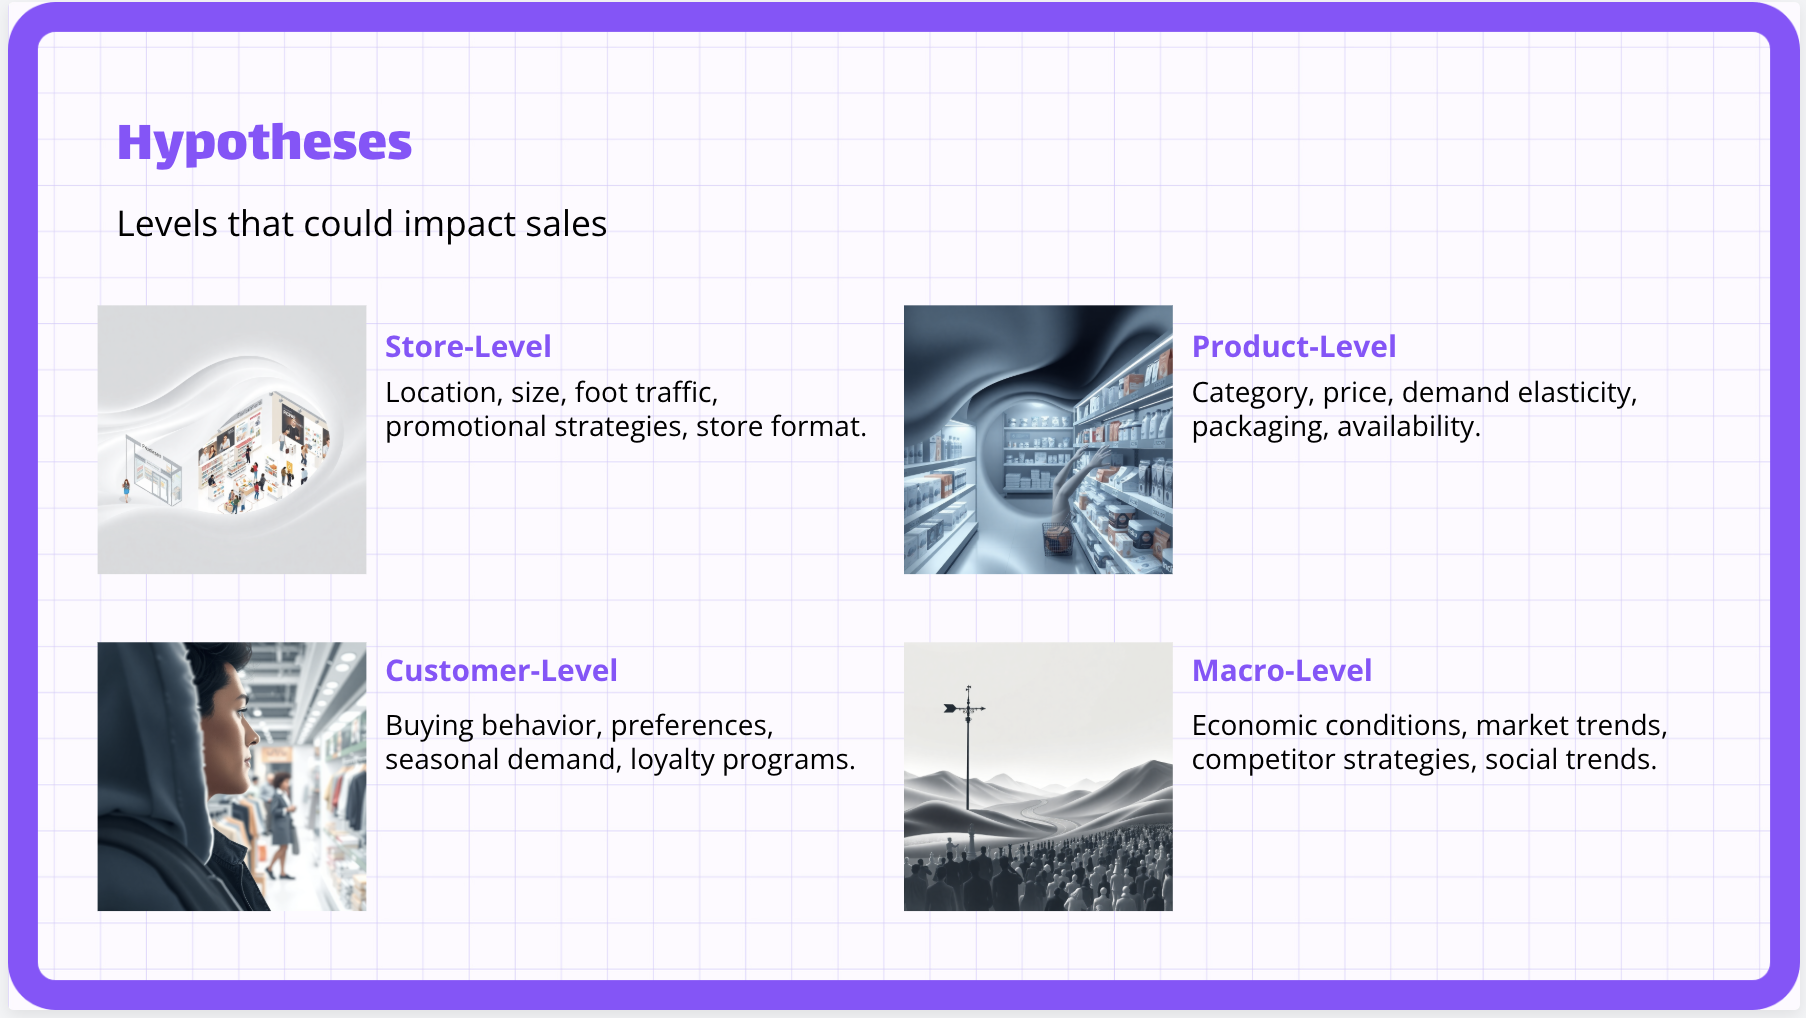 Hypotheses
Levels that could impact sales
Store-Level
Location, size, foot traffic,
promotional strategies, store format.
Product-Level
Category, price, demand elasticity,
packaging, availability.
Customer-Level
Buying behavior, preferences,
seasonal demand, loyalty programs.
Macro-Level
Economic conditions, market trends,
competitor strategies, social trends.